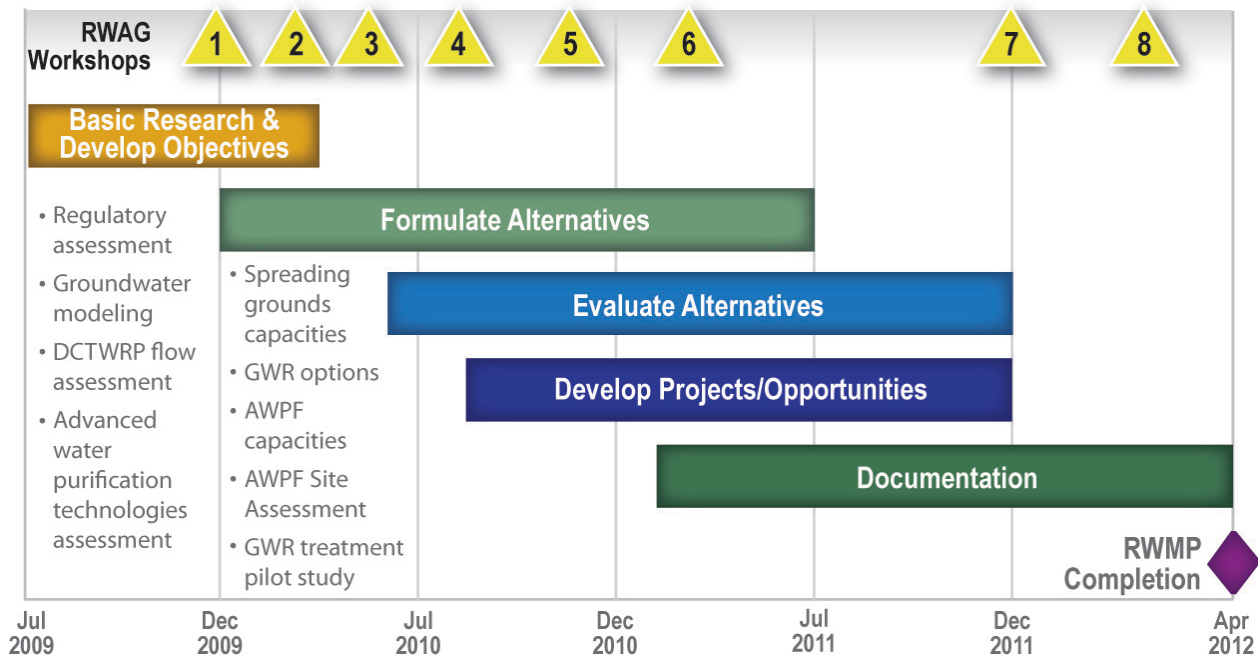 RWAG
Workshops
1
2
3
4
5
6
7
8
Basic Research &
Develop Objectives
Formulate Alternatives
• Regulatory
assessment
• Groundwater
modeling
• DCTWRP flow
assessment
• Advanced
water
purification
technologies
assessment
• Spreading
grounds
capacities
• GWR options
• AWPF
capacities
• AWPF Site
Assessment
• GWR treatment
pilot study
Evaluate Alternatives
Develop Projects/Opportunities
Documentation
RWMP
Completion
Jul
2009
Dec
2009
Jul
2010
Dec
2010
Jul
2011
Dec
2011
Apr
2012